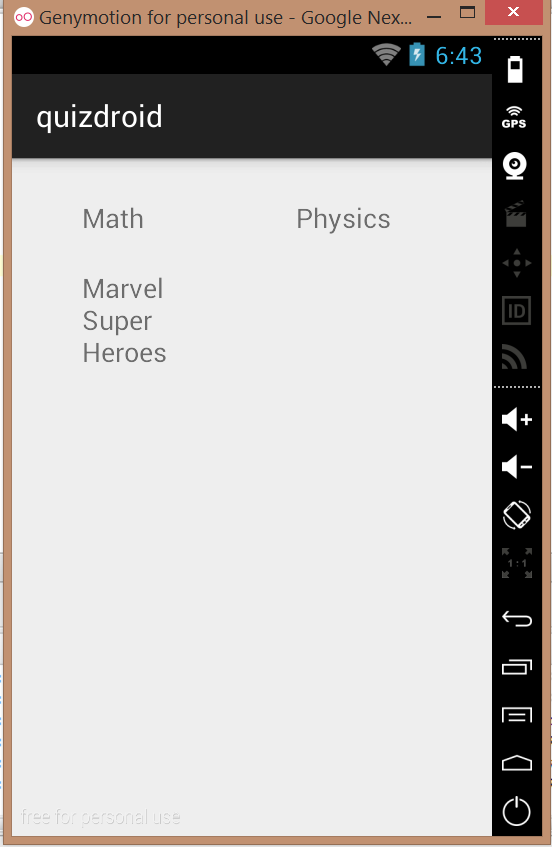 Genymotion for personal use - Google Nex...
6:43
quizdroid
GPS
Math
Physics
Marvel
Super
Heroes
ID
1:1
free for personal use